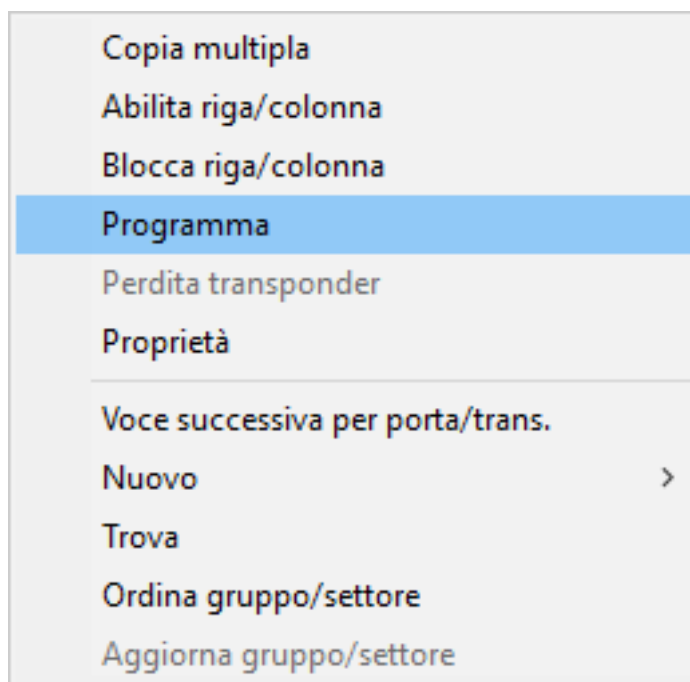 Copia multipla
Abilita riga/colonna
Blocca riga/colonna
Programma
Perdita transponder
Proprietà
Voce successiva per porta/trans.
Nuovo
Trova
Ordina gruppo/settore
Aggiorna gruppo/settore